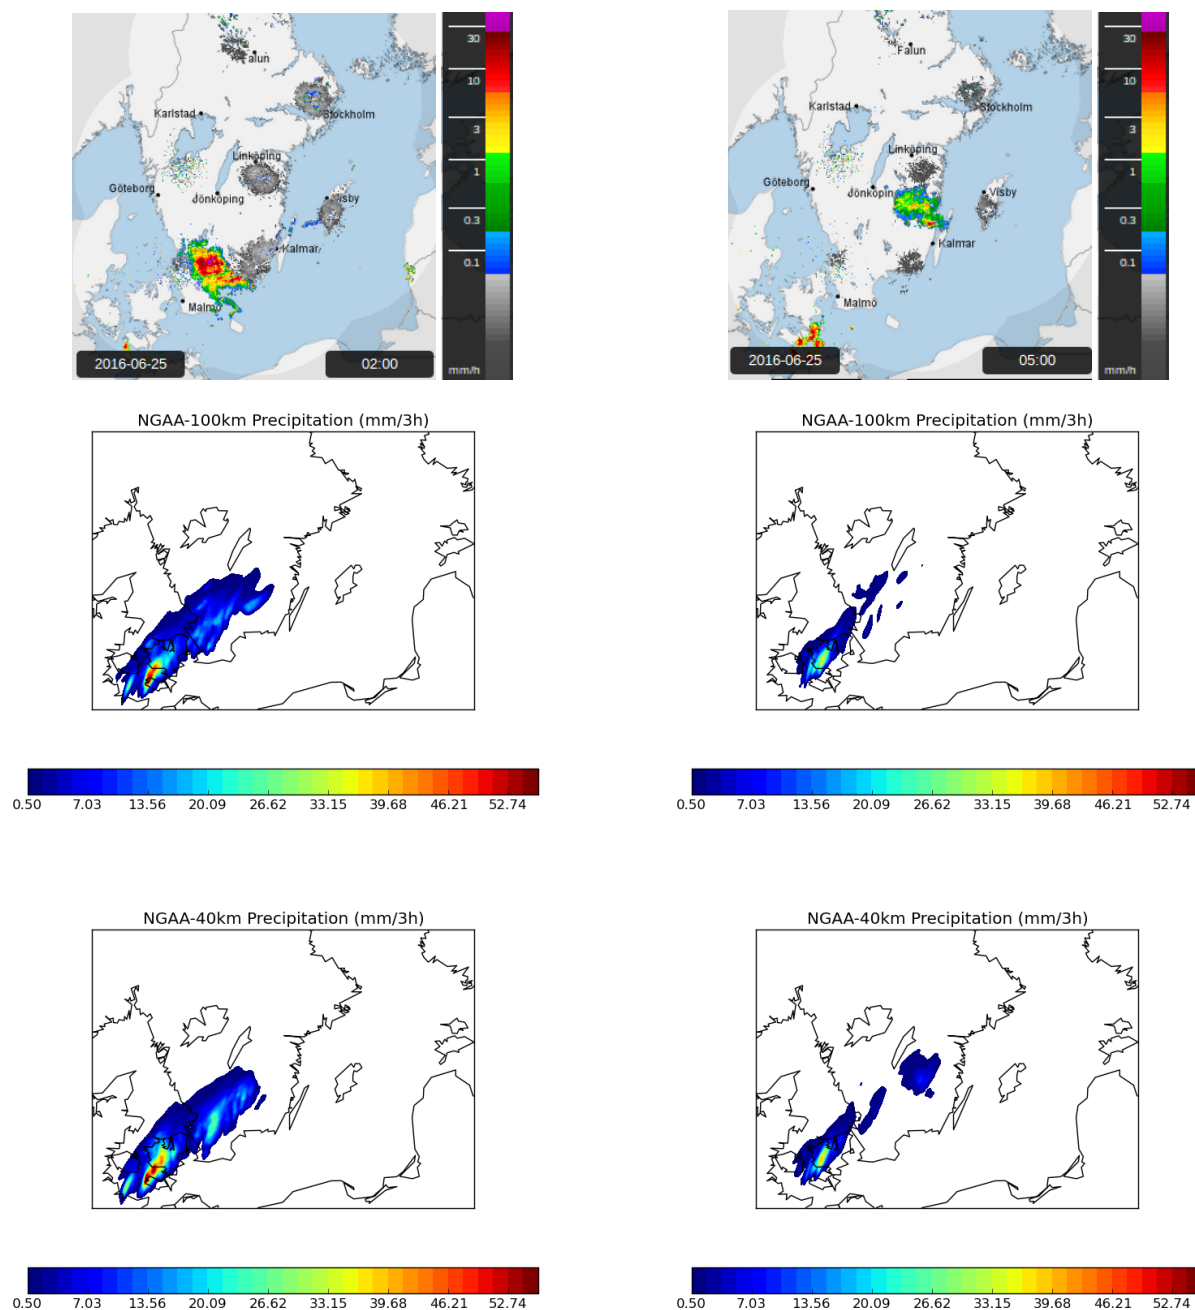 Falun
Stockholm
Karlstad
Linköping
Göteborg
Jönköping
Visby
Kalmar
Malmö
2016-06-25
02:00
30
10
3
1
0.3
0.1
mm/h
Falun
Stockholm
Karlstad
Linköping
Göteborg
Jönköpin
Visby
Kalmar
Malmö
2016-06-25
05:00
30
10
3
1
0.3
0.1
mm/h
NGAA-100km Precipitation (mm/3h)
0.50 7.03 13.56 20.09 26.62 33.15 39.68 46.21 52.74
NGAA-100km Precipitation (mm/3h)
0.50 7.03 13.56 20.09 26.62 33.15 39.68 46.21 52.74
NGAA-40km Precipitation (mm/3h)
0.50 7.03 13.56 20.09 26.62 33.15 39.68 46.21 52.74
NGAA-40km Precipitation (mm/3h)
0.50 7.03 13.56 20.09 26.62 33.15 39.68 46.21 52.74